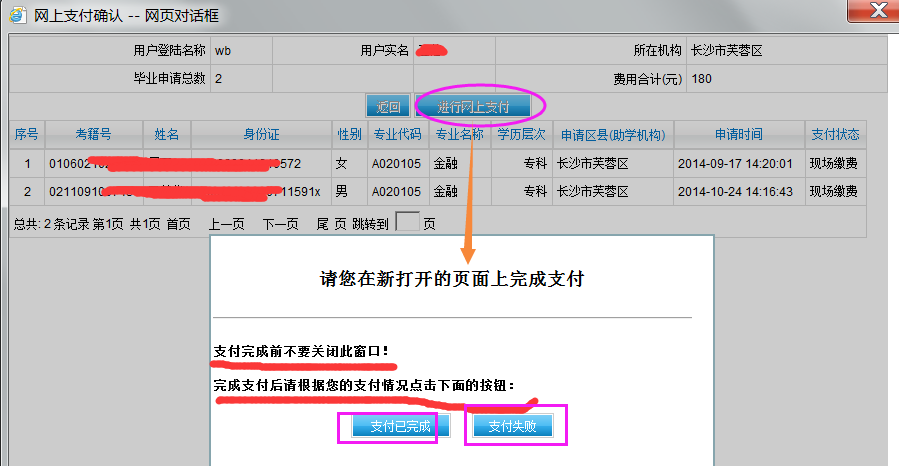 网上支付确认 -- 网页对话框
用户登陆名称 wb 用户实名 所在机构 长沙市芙蓉区
毕业申请总数 2 费用合计(元) 180
返回 进行网上支付
序号 考籍号 姓名 身份证 性别 专业代码 专业名称 学历层次 申请区县(助学机构) 申请时间 支付状态
1 女 A020105 金融 专科 长沙市芙蓉区 2014-09-17 14:20:01 现场缴费
2 男 A020105 金融 专科 长沙市芙蓉区 2014-10-24 14:16:43 现场缴费
总共: 2 条记录 第1页 共1页 首页 上一页 下一页 尾 页 跳转到 页
请您在新打开的页面上完成支付
支付完成前不要关闭此窗口！
完成支付后请根据您的支付情况点击下面的按钮：
支付已完成 支付失败